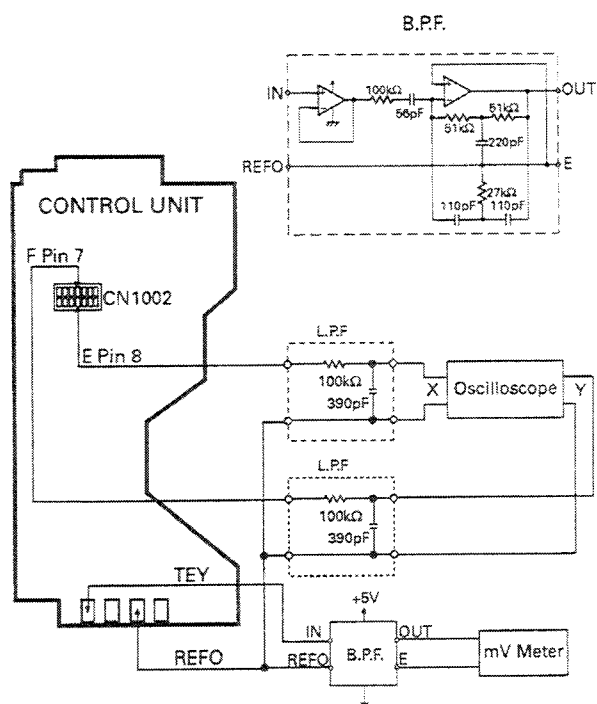 B.P.F.
IN
100kΩ
56pF
OUT
51kΩ
51kΩ
220pF
REFO
E
27kΩ
110pF
110pF
CONTROL UNIT
F Pin 7
CN1002
E Pin 8
L.P.F
100kΩ
390pF
X
Oscilloscope
Y
L.P.F
100kΩ
390pF
TEY
+5V
IN
OUT
REFO
B.P.F.
E
mV Meter
REFO